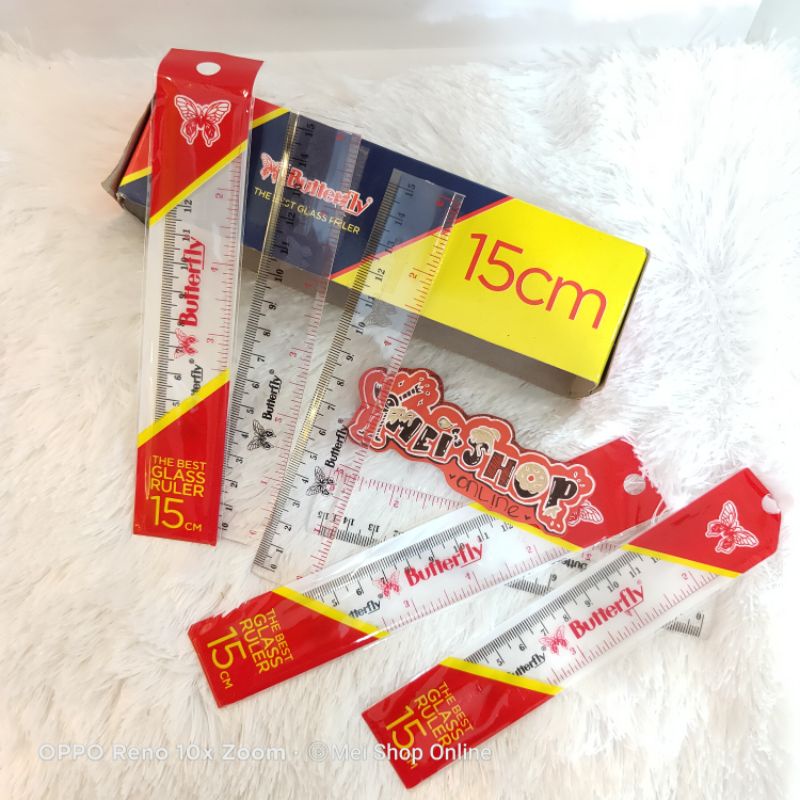 Butterfly
THE BEST GLASS RULER
15cm
Butterfly
THE BEST
GLASS
RULER
15CM
Butterfly®
Butterfly®
MEI'S SHOP
ONLINE
Butterfly
THE BEST
GLASS
RULER
15CM
Butterfly
THE BEST
GLASS
RULER
15CM
OPPO Reno 10x Zoom · © Mei Shop Online